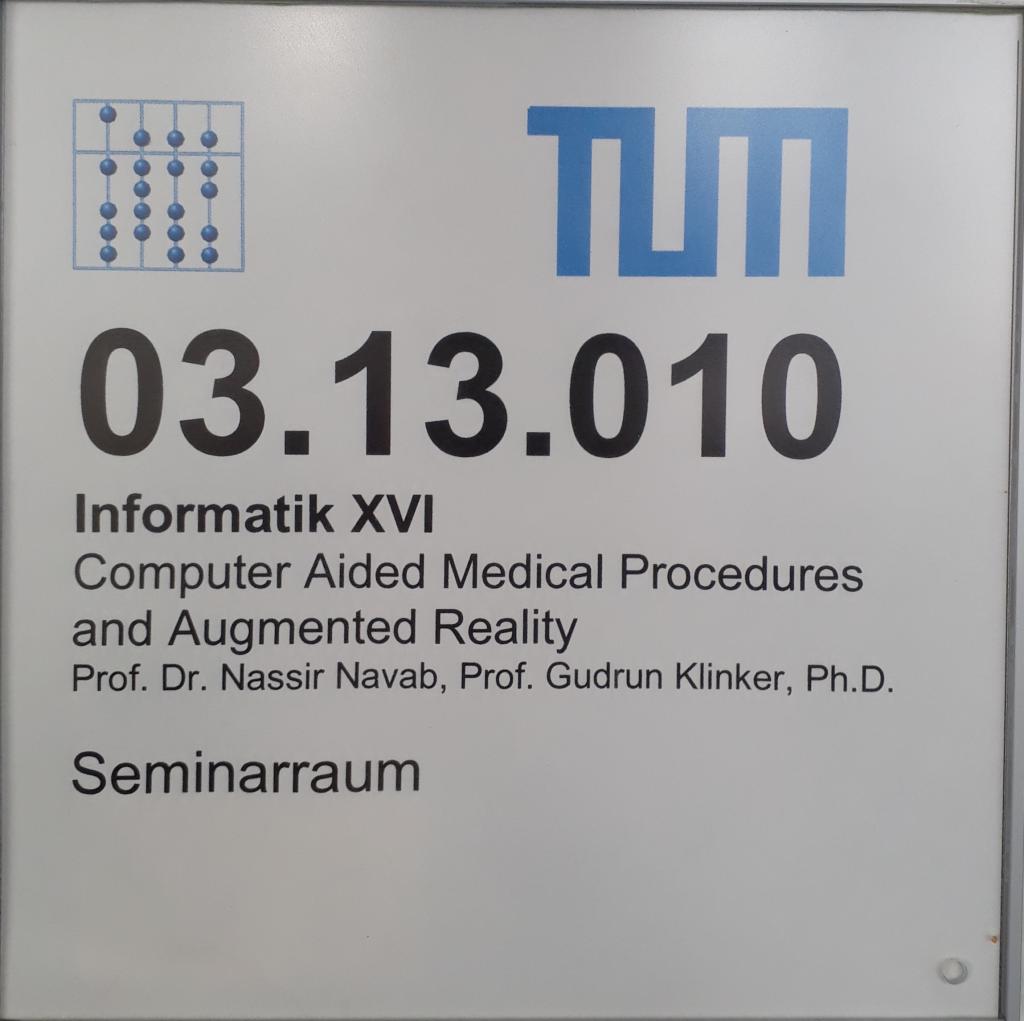 TUM
03.13.010
Informatik XVI
Computer Aided Medical Procedures
and Augmented Reality
Prof. Dr. Nassir Navab, Prof. Gudrun Klinker, Ph.D.
Seminarraum